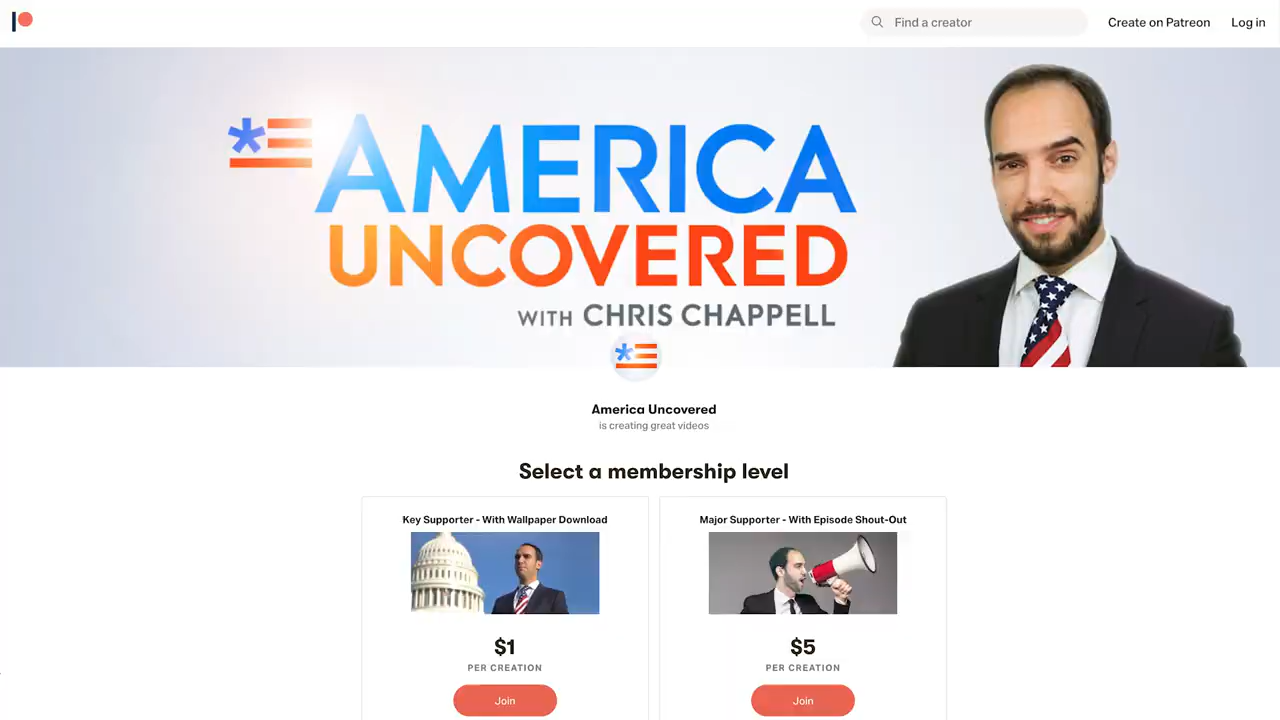 Find a creator
Create on Patreon
Log in
AMERICA
UNCOVERED
WITH CHRIS CHAPPELL
America Uncovered
is creating great videos
Select a membership level
Key Supporter - With Wallpaper Download
$1
PER CREATION
Join
Major Supporter - With Episode Shout-Out
$5
PER CREATION
Join